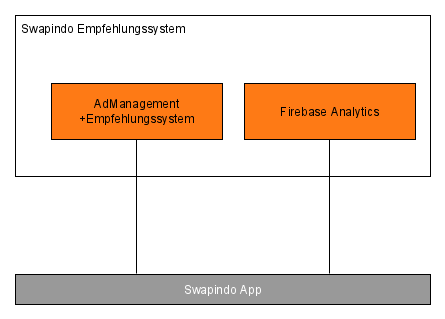 Swapindo Empfehlungssystem
AdManagement
+Empfehlungssystem
Firebase Analytics
Swapindo App